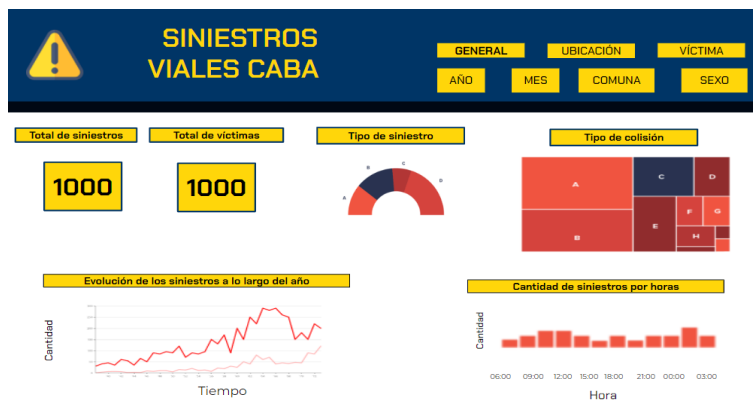 SINIESTROS
VIALES CABA
GENERAL
UBICACIÓN
VÍCTIMA
AÑO
MES
COMUNA
SEXO
Total de siniestros
Total de víctimas
Tipo de siniestro
Tipo de colisión
1000
1000
A
B
C
D
A
B
C
D
E
F
G
H
Evolución de los siniestros a lo largo del año
Cantidad
Tiempo
Cantidad de siniestros por horas
Cantidad
06:00 09:00 12:00 15:00 18:00 21:00 00:00 03:00
Hora